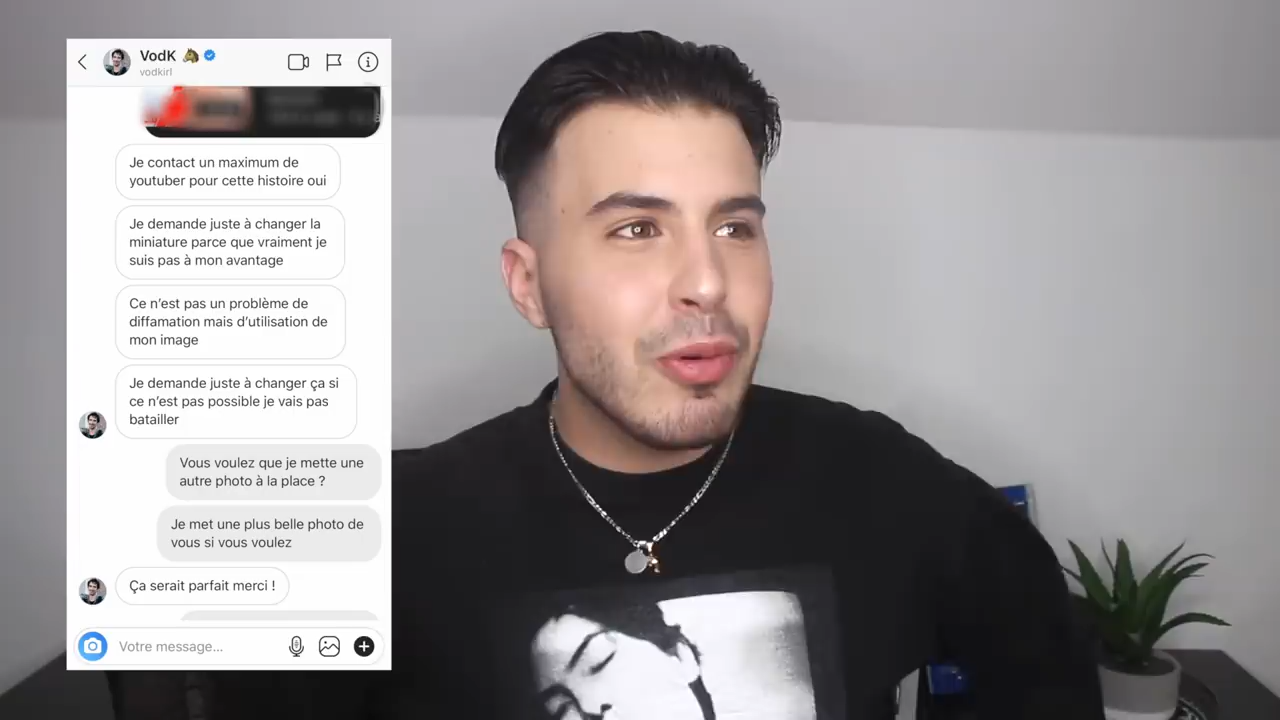 VodK
vodkirl
Je contact un maximum de
youtuber pour cette histoire oui
Je demande juste à changer la
miniature parce que vraiment je
suis pas à mon avantage
Ce n’est pas un problème de
diffamation mais d’utilisation de
mon image
Je demande juste à changer ça si
ce n’est pas possible je vais pas
batailler
Vous voulez que je mette une
autre photo à la place ?
Je met une plus belle photo de
vous si vous voulez
Ça serait parfait merci !
Votre message...